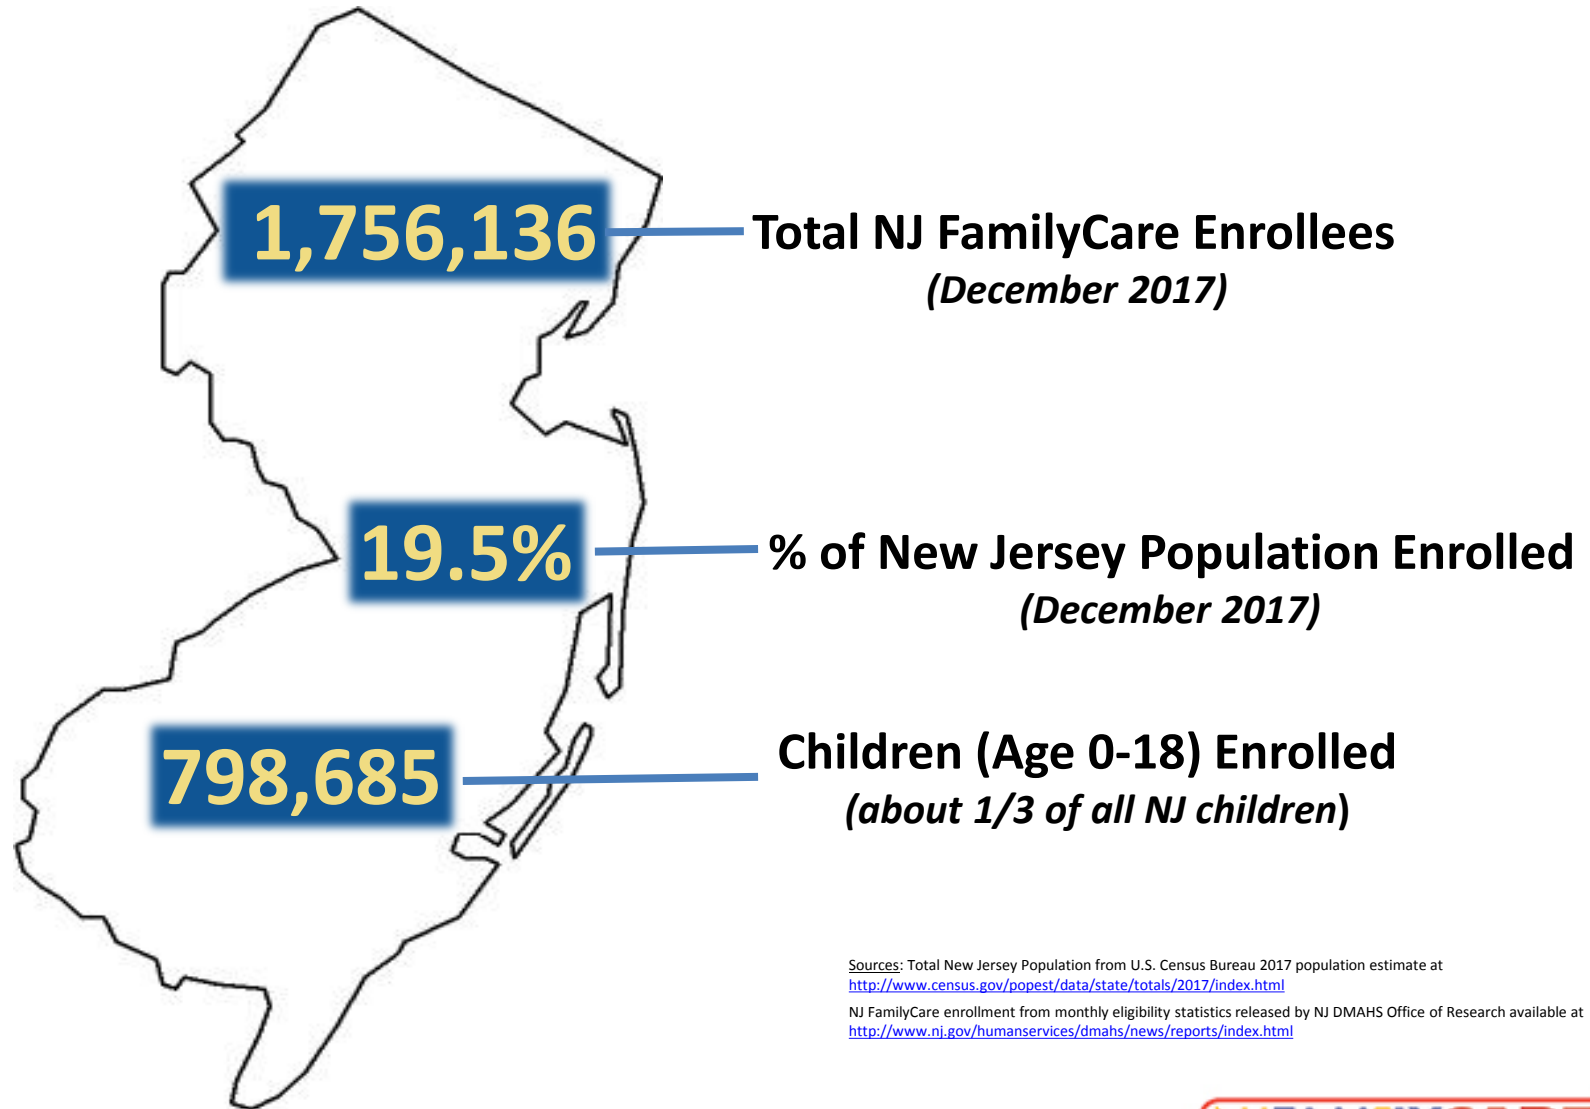 1,756,136
Total NJ FamilyCare Enrollees
(December 2017)
19.5%
% of New Jersey Population Enrolled
(December 2017)
798,685
Children (Age 0-18) Enrolled
(about 1/3 of all NJ children)
Sources: Total New Jersey Population from U.S. Census Bureau 2017 population estimate at
http://www.census.gov/popest/data/state/totals/2017/index.html
NJ FamilyCare enrollment from monthly eligibility statistics released by NJ DMAHS Office of Research available at
http://www.nj.gov/humanservices/dmahs/news/reports/index.html